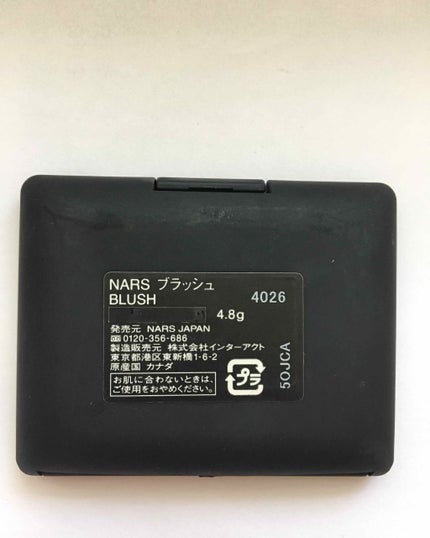 NARS ブラッシュ
BLUSH 4026
4.8g
発売元 NARS JAPAN
0120-356-686
製造販売元 株式会社インターアクト
東京都港区東新橋1-6-2
原産国 カナダ
お肌に合わないときは、
ご使用をおやめください。
プラ
50JCA